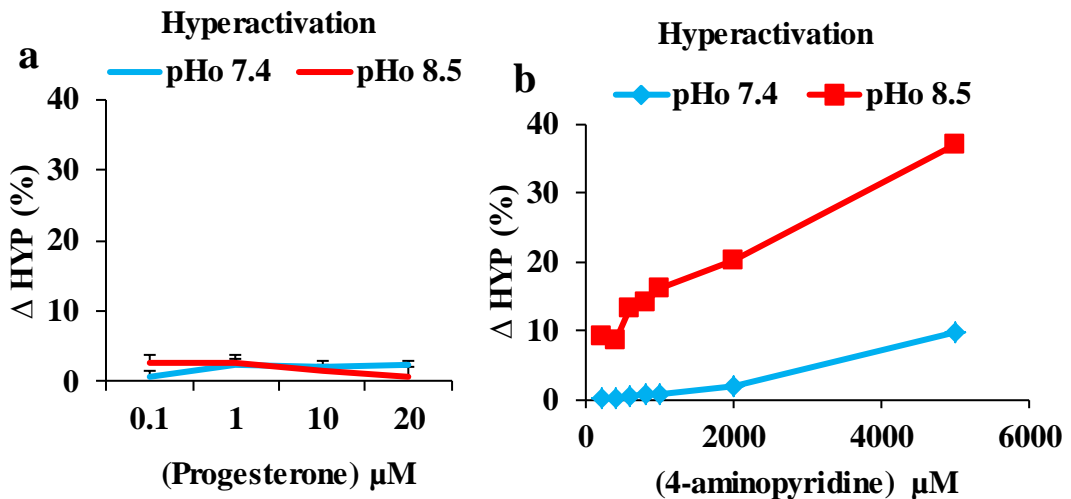 Hyperactivation
a
pHo 7.4 pHo 8.5
40
30
20
10
0
Δ HYP (%)
0.1 1 10 20
(Progesterone) µM
Hyperactivation
b
pHo 7.4 pHo 8.5
40
30
20
10
0
Δ HYP (%)
0 2000 4000 6000
(4-aminopyridine) µM